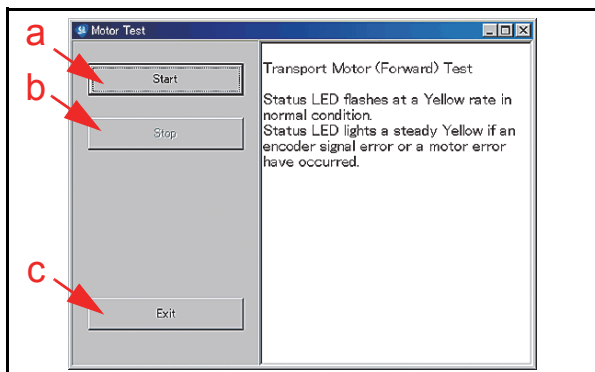 Motor Test
a
Start
b
Stop
c
Exit
Transport Motor (Forward) Test
Status LED flashes at a Yellow rate in
normal condition.
Status LED lights a steady Yellow if an
encoder signal error or a motor error
have occurred.